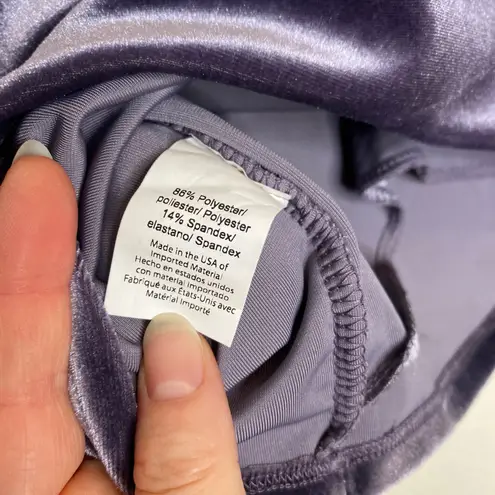 86% Polyester/
poliester/ Polyester
14% Spandex/
elastano/ Spandex
Made in the USA of
Imported Material
Hecho en estados unidos
con material importado
Fabriqué aux États-Unis avec
Matérial Importé